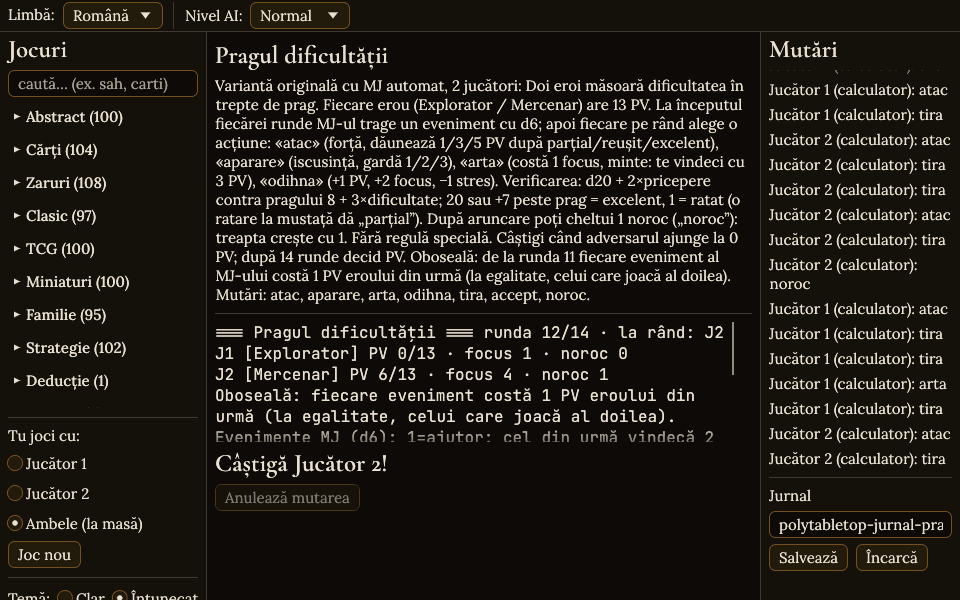 Limbă: Română ▼ Nivel AI: Normal ▼
Jocuri
caută... (ex. sah, carti)
▸ Abstract (100)
▸ Cărți (104)
▸ Zaruri (108)
▸ Clasic (97)
▸ TCG (100)
▸ Miniaturi (100)
▸ Familie (95)
▸ Strategie (102)
▸ Deducție (1)
Tu joci cu:
Jucător 1
Jucător 2
Ambele (la masă)
Joc nou
Temă: Clar Întunecat
Pragul dificultății
Variantă originală cu MJ automat, 2 jucători: Doi eroi măsoară dificultatea în
trepte de prag. Fiecare erou (Explorator / Mercenar) are 13 PV. La începutul
fiecărei runde MJ-ul trage un eveniment cu d6; apoi fiecare pe rând alege o
acțiune: «atac» (forță, dăunează 1/3/5 PV după parțial/reușit/excelent),
«aparare» (iscusință, gardă 1/2/3), «arta» (costă 1 focus, minte: te vindeci cu
3 PV), «odihna» (+1 PV, +2 focus, −1 stres). Verificarea: d20 + 2×pricepere
contra pragului 8 + 3×dificultate; 20 sau +7 peste prag = excelent, 1 = ratat (o
ratare la mustață dă „parțial”). După aruncare poți cheltui 1 noroc („noroc”):
treapta crește cu 1. Fără regulă specială. Câștigi când adversarul ajunge la 0
PV; după 14 runde decid PV. Oboseală: de la runda 11 fiecare eveniment al
MJ-ului costă 1 PV eroului din urmă (la egalitate, celui care joacă al doilea).
Mutări: atac, aparare, arta, odihna, tira, accept, noroc.
═══ Pragul dificultății ═══ runda 12/14 · la rând: J2
J1 [Explorator] PV 0/13 · focus 1 · noroc 0
J2 [Mercenar] PV 6/13 · focus 4 · noroc 1
Oboseală: fiecare eveniment costă 1 PV eroului din
urmă (la egalitate, celui care joacă al doilea).
Evenimente MJ (d6): 1=ajutor: cel din urmă vindecă 2
Câștigă Jucător 2!
Anulează mutarea
Mutări
Jucător 1 (calculator): atac
Jucător 1 (calculator): tira
Jucător 2 (calculator): atac
Jucător 2 (calculator): tira
Jucător 2 (calculator): tira
Jucător 2 (calculator): atac
Jucător 2 (calculator): tira
Jucător 2 (calculator):
noroc
Jucător 1 (calculator): atac
Jucător 1 (calculator): tira
Jucător 1 (calculator): tira
Jucător 1 (calculator): arta
Jucător 1 (calculator): tira
Jucător 2 (calculator): atac
Jucător 2 (calculator): tira
Jurnal
polytabletop-jurnal-pra
Salvează Încarcă